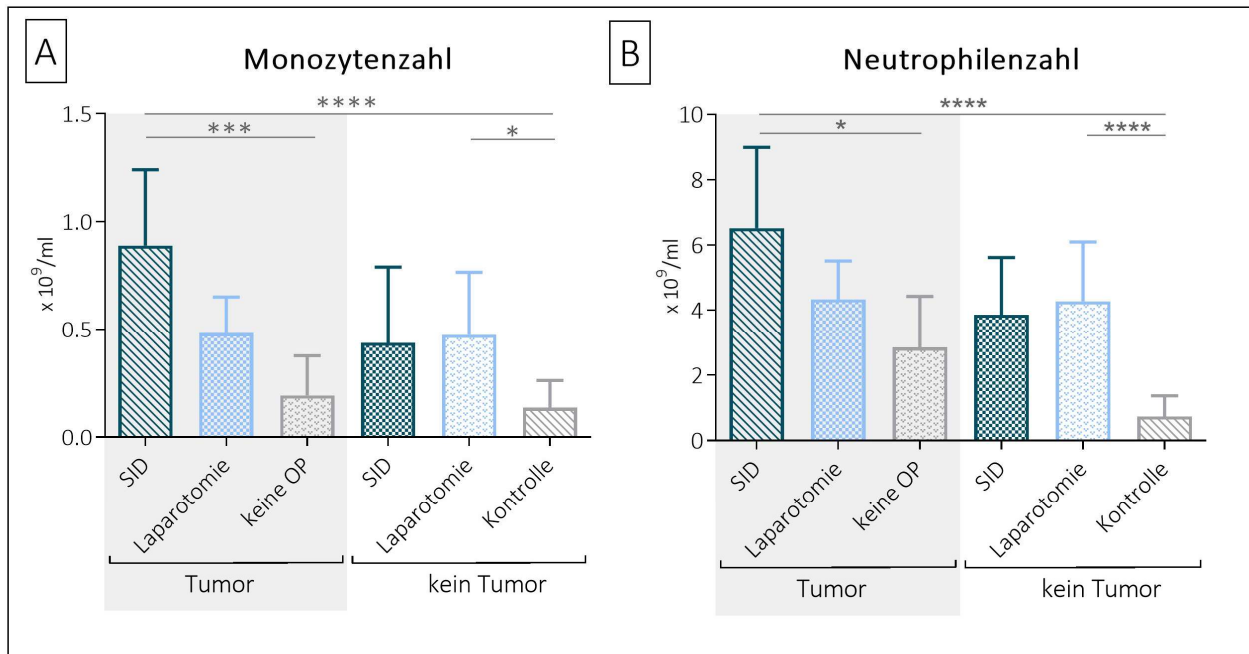 A
Monozytenzahl
****
***
*
1.5
1.0
0.5
0.0
x 10⁹/ml
SID
Laparotomie
keine OP
SID
Laparotomie
Kontrolle
Tumor
kein Tumor
B
Neutrophilenzahl
****
*
****
10
8
6
4
2
0
x 10⁹/ml
SID
Laparotomie
keine OP
SID
Laparotomie
Kontrolle
Tumor
kein Tumor